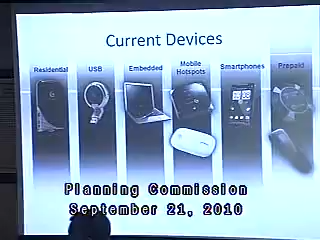 Current Devices
Residential USB Embedded Mobile Hotspots Smartphones Prepaid
Planning Commission
September 21, 2010